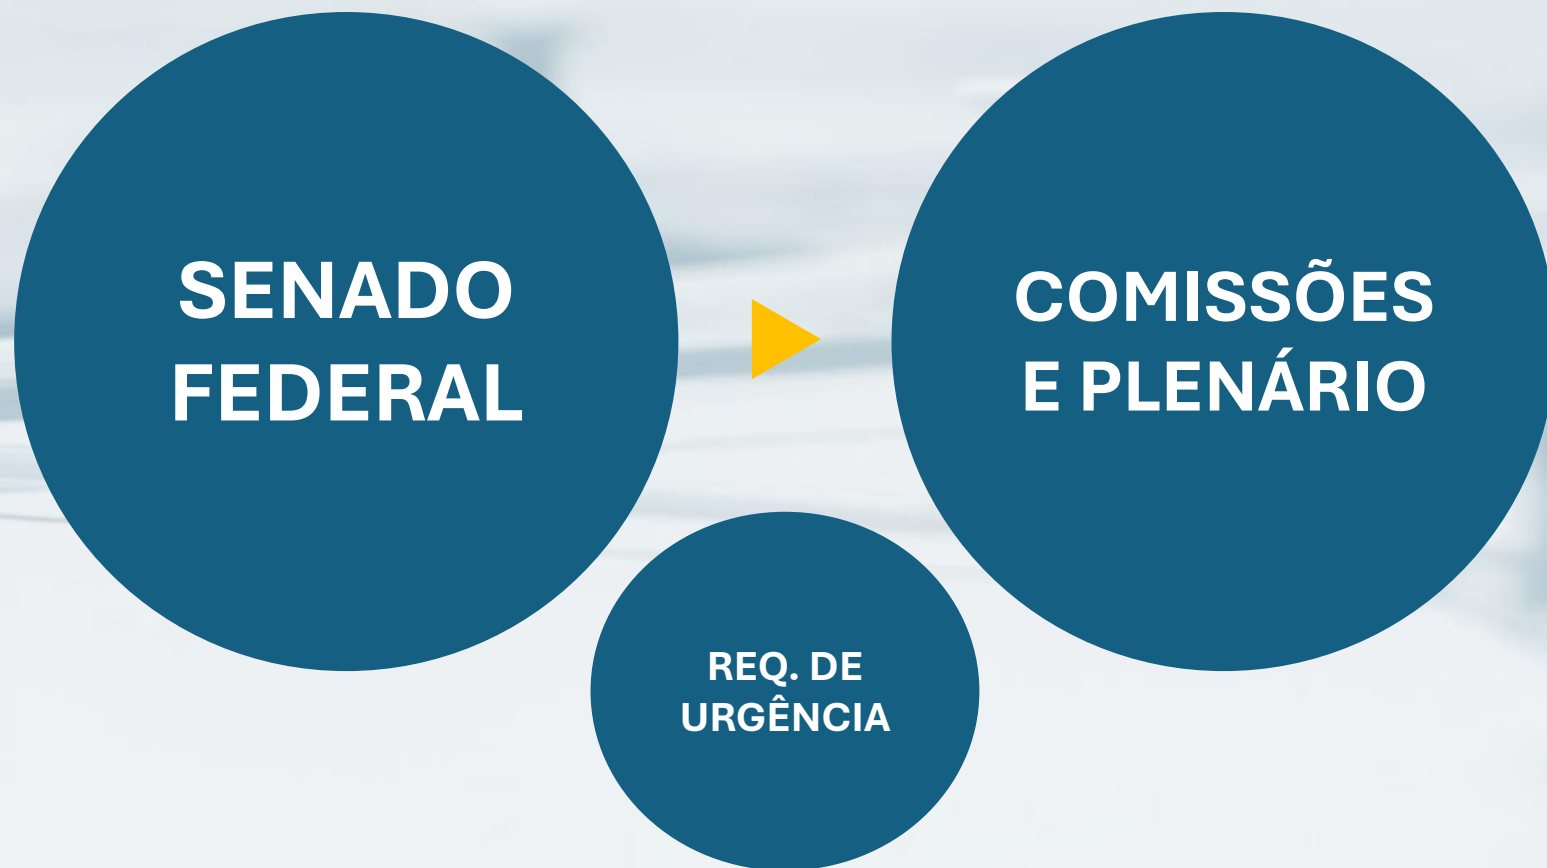 SENADO
FEDERAL
COMISSÕES
E PLENÁRIO
REQ. DE
URGÊNCIA